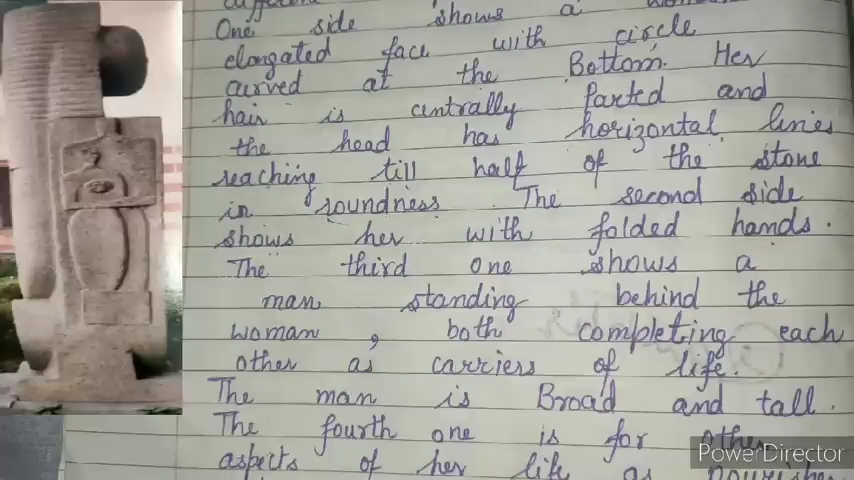 One side shows a
elongated face with circle
curved at the Bottom. Her
hair is centrally parted and
the head has horizontal lines
reaching till half of the stone
in roundness. The second side
shows her with folded hands.
The third one shows a
man standing behind the
woman, both completing each
other as carriers of life.
The man is Broad and tall.
The fourth one is for other
aspects of her life as
PowerDirector